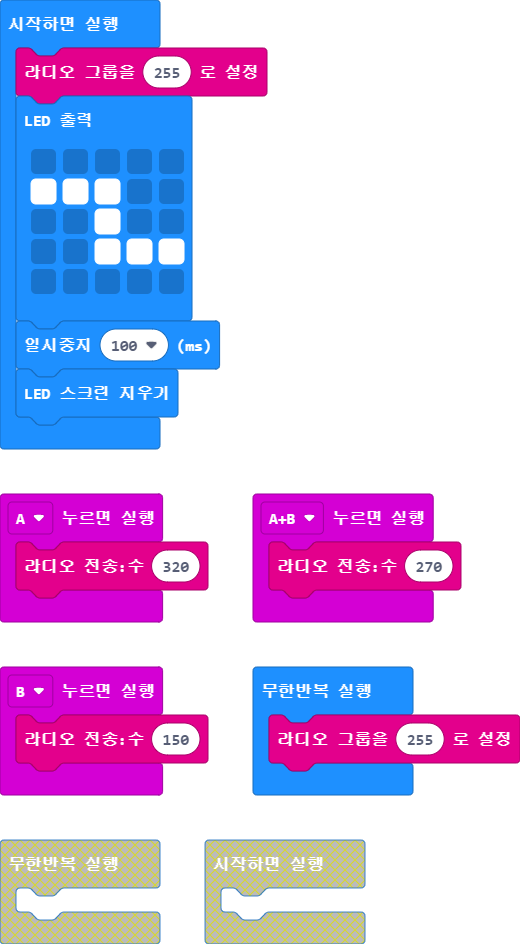 시작하면 실행
라디오 그룹을 255 로 설정
LED 출력
일시중지 100 (ms)
LED 스크린 지우기
A 누르면 실행
라디오 전송:수 320
A+B 누르면 실행
라디오 전송:수 270
B 누르면 실행
라디오 전송:수 150
무한반복 실행
라디오 그룹을 255 로 설정
무한반복 실행
시작하면 실행